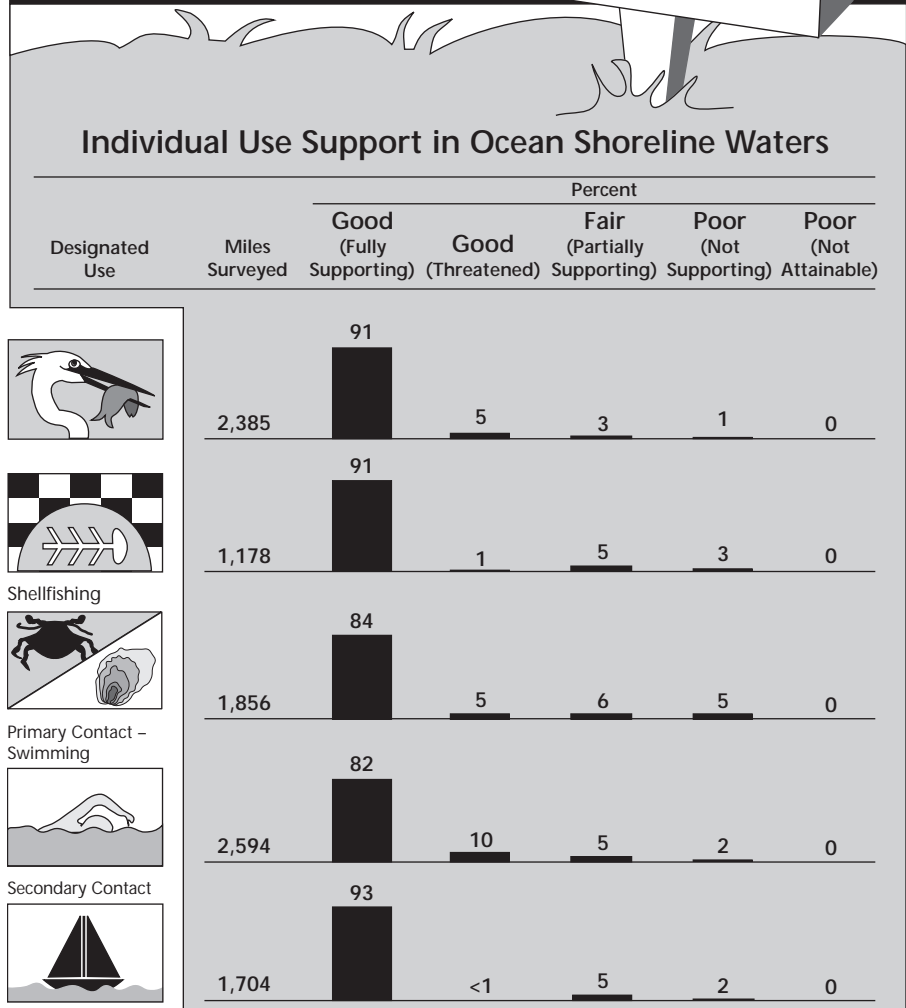 Individual Use Support in Ocean Shoreline Waters
Percent
Designated Use
Miles Surveyed
Good (Fully Supporting)
Good (Threatened)
Fair (Partially Supporting)
Poor (Not Supporting)
Poor (Not Attainable)
91
2,385 5 3 1 0
91
1,178 1 5 3 0
Shellfishing
84
1,856 5 6 5 0
Primary Contact –
Swimming
82
2,594 10 5 2 0
Secondary Contact
93
1,704 <1 5 2 0